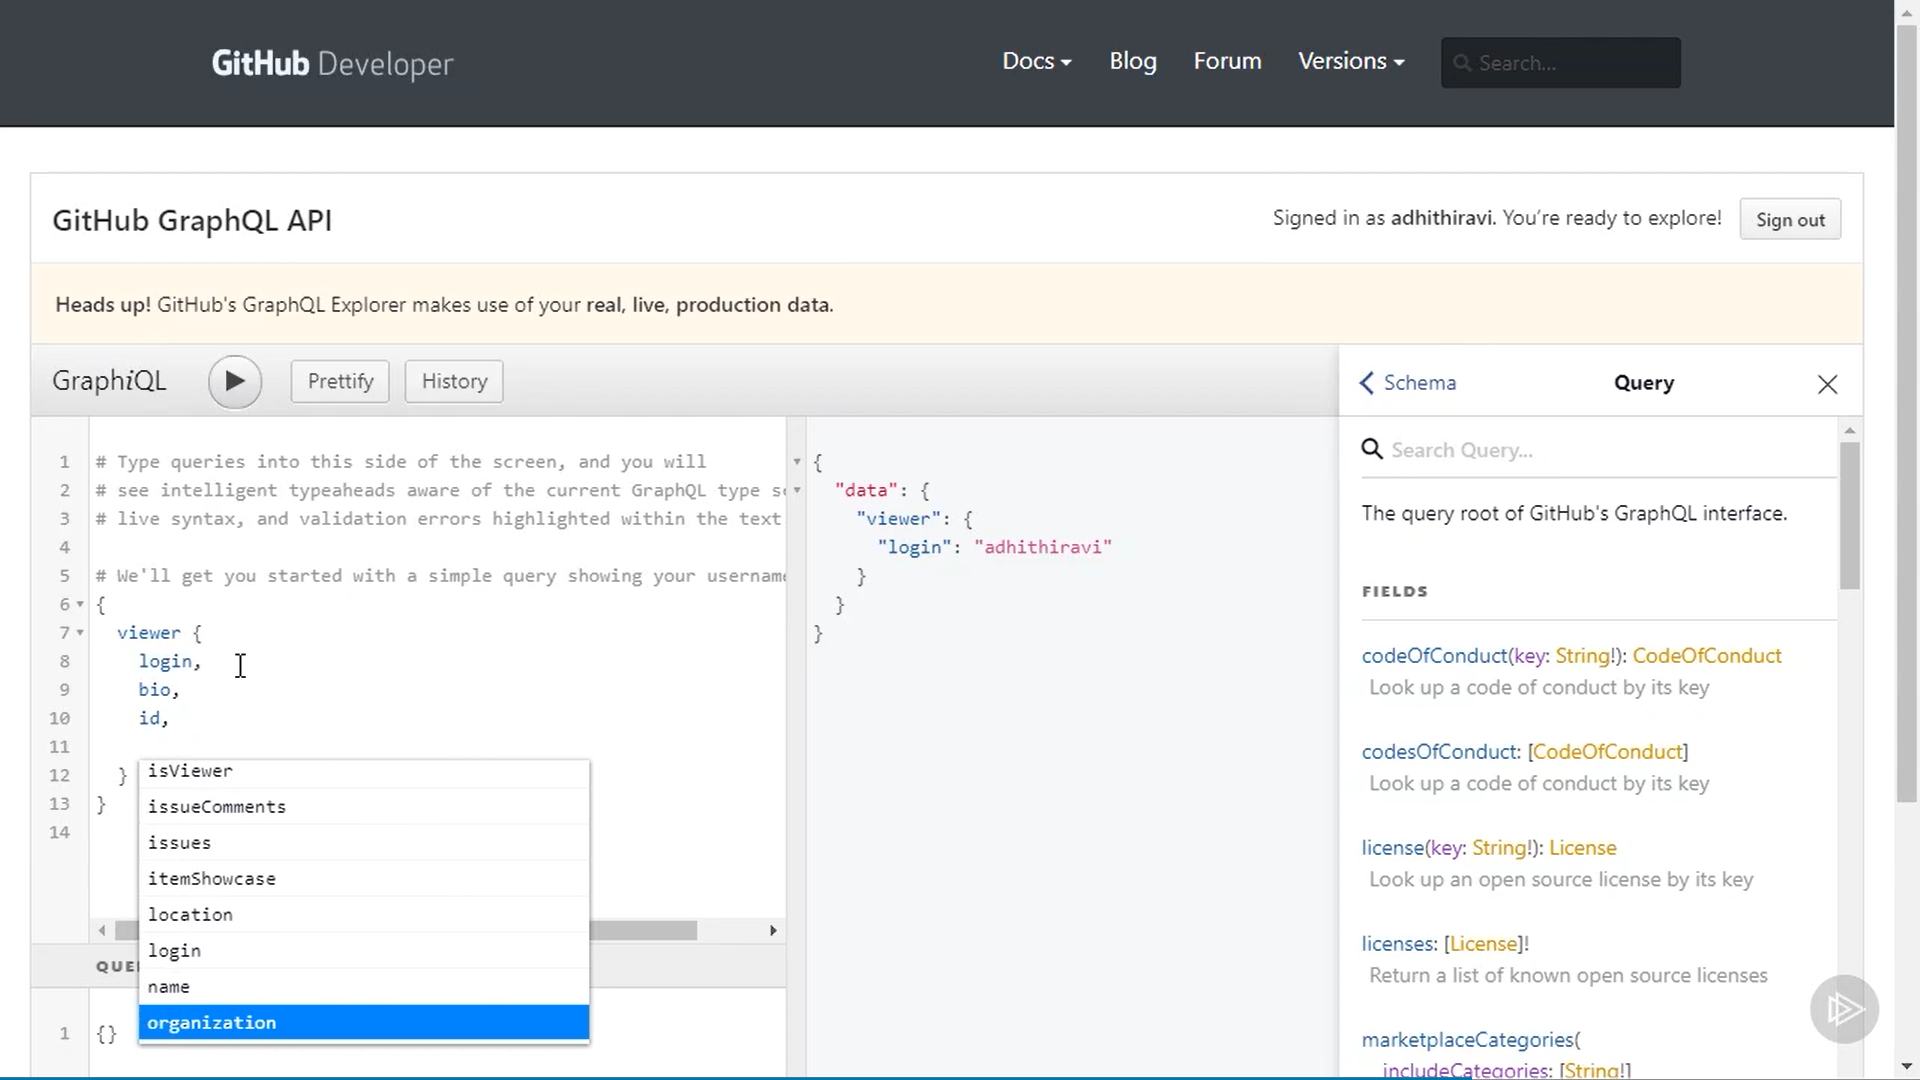 GitHub Developer
Docs
Blog
Forum
Versions
Search...
GitHub GraphQL API
Signed in as adhithiravi. You're ready to explore!
Sign out
Heads up! GitHub's GraphQL Explorer makes use of your real, live, production data.
GraphiQL
Prettify
History
Schema
Query
1 # Type queries into this side of the screen, and you will
2 # see intelligent typeaheads aware of the current GraphQL type s
3 # live syntax, and validation errors highlighted within the text
4
5 # We'll get you started with a simple query showing your username
6 {
7 viewer {
8 login,
9 bio,
10 id,
11
12 }
13 }
14
isViewer
issueComments
issues
itemShowcase
location
login
name
organization
QUE
1 {}
{
"data": {
"viewer": {
"login": "adhithiravi"
}
}
}
Search Query...
The query root of GitHub's GraphQL interface.
FIELDS
codeOfConduct(key: String!): CodeOfConduct
Look up a code of conduct by its key
codesOfConduct: [CodeOfConduct]
Look up a code of conduct by its key
license(key: String!): License
Look up an open source license by its key
licenses: [License]!
Return a list of known open source licenses
marketplaceCategories(
includeCategories: [String!]